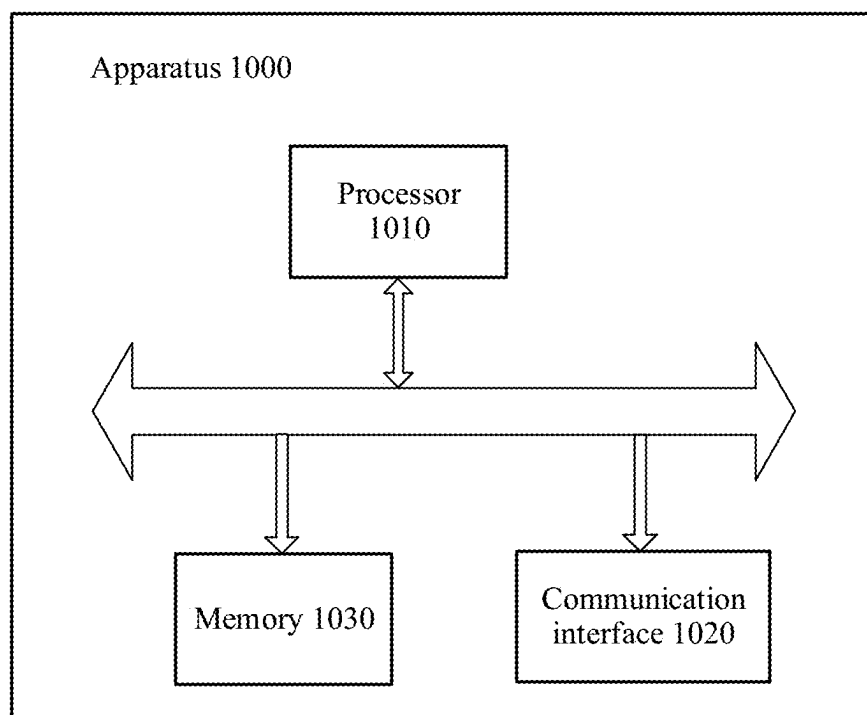 Apparatus 1000
Processor
1010
Memory 1030
Communication
interface 1020